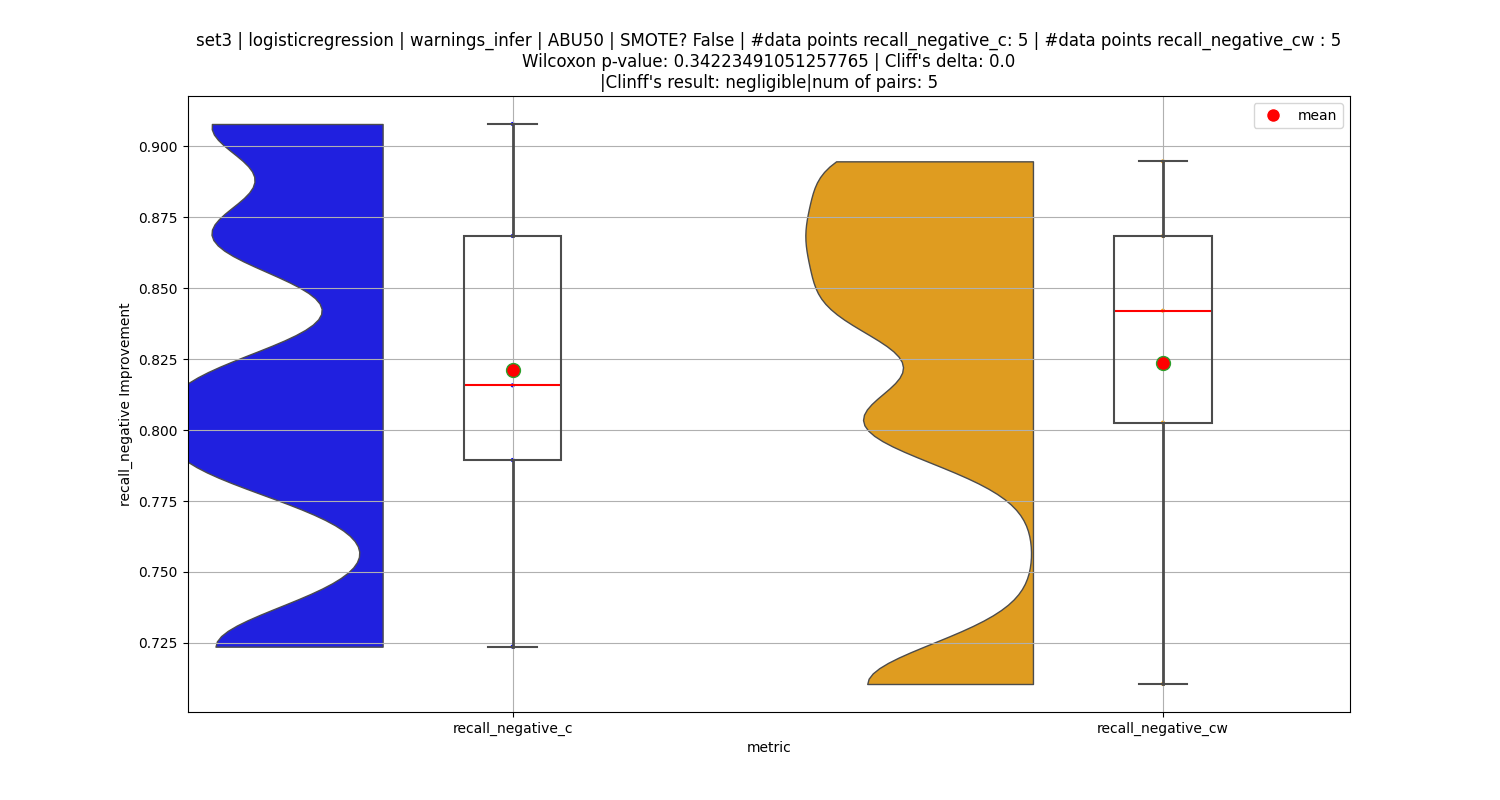 set3 | logisticregression | warnings_infer | ABU50 | SMOTE? False | #data points recall_negative_c: 5 | #data points recall_negative_cw : 5
Wilcoxon p-value: 0.34223491051257765 | Cliff's delta: 0.0
|Clinff's result: negligible|num of pairs: 5
mean
0.900
0.875
0.850
0.825
0.800
0.775
0.750
0.725
recall_negative Improvement
recall_negative_c
recall_negative_cw
metric